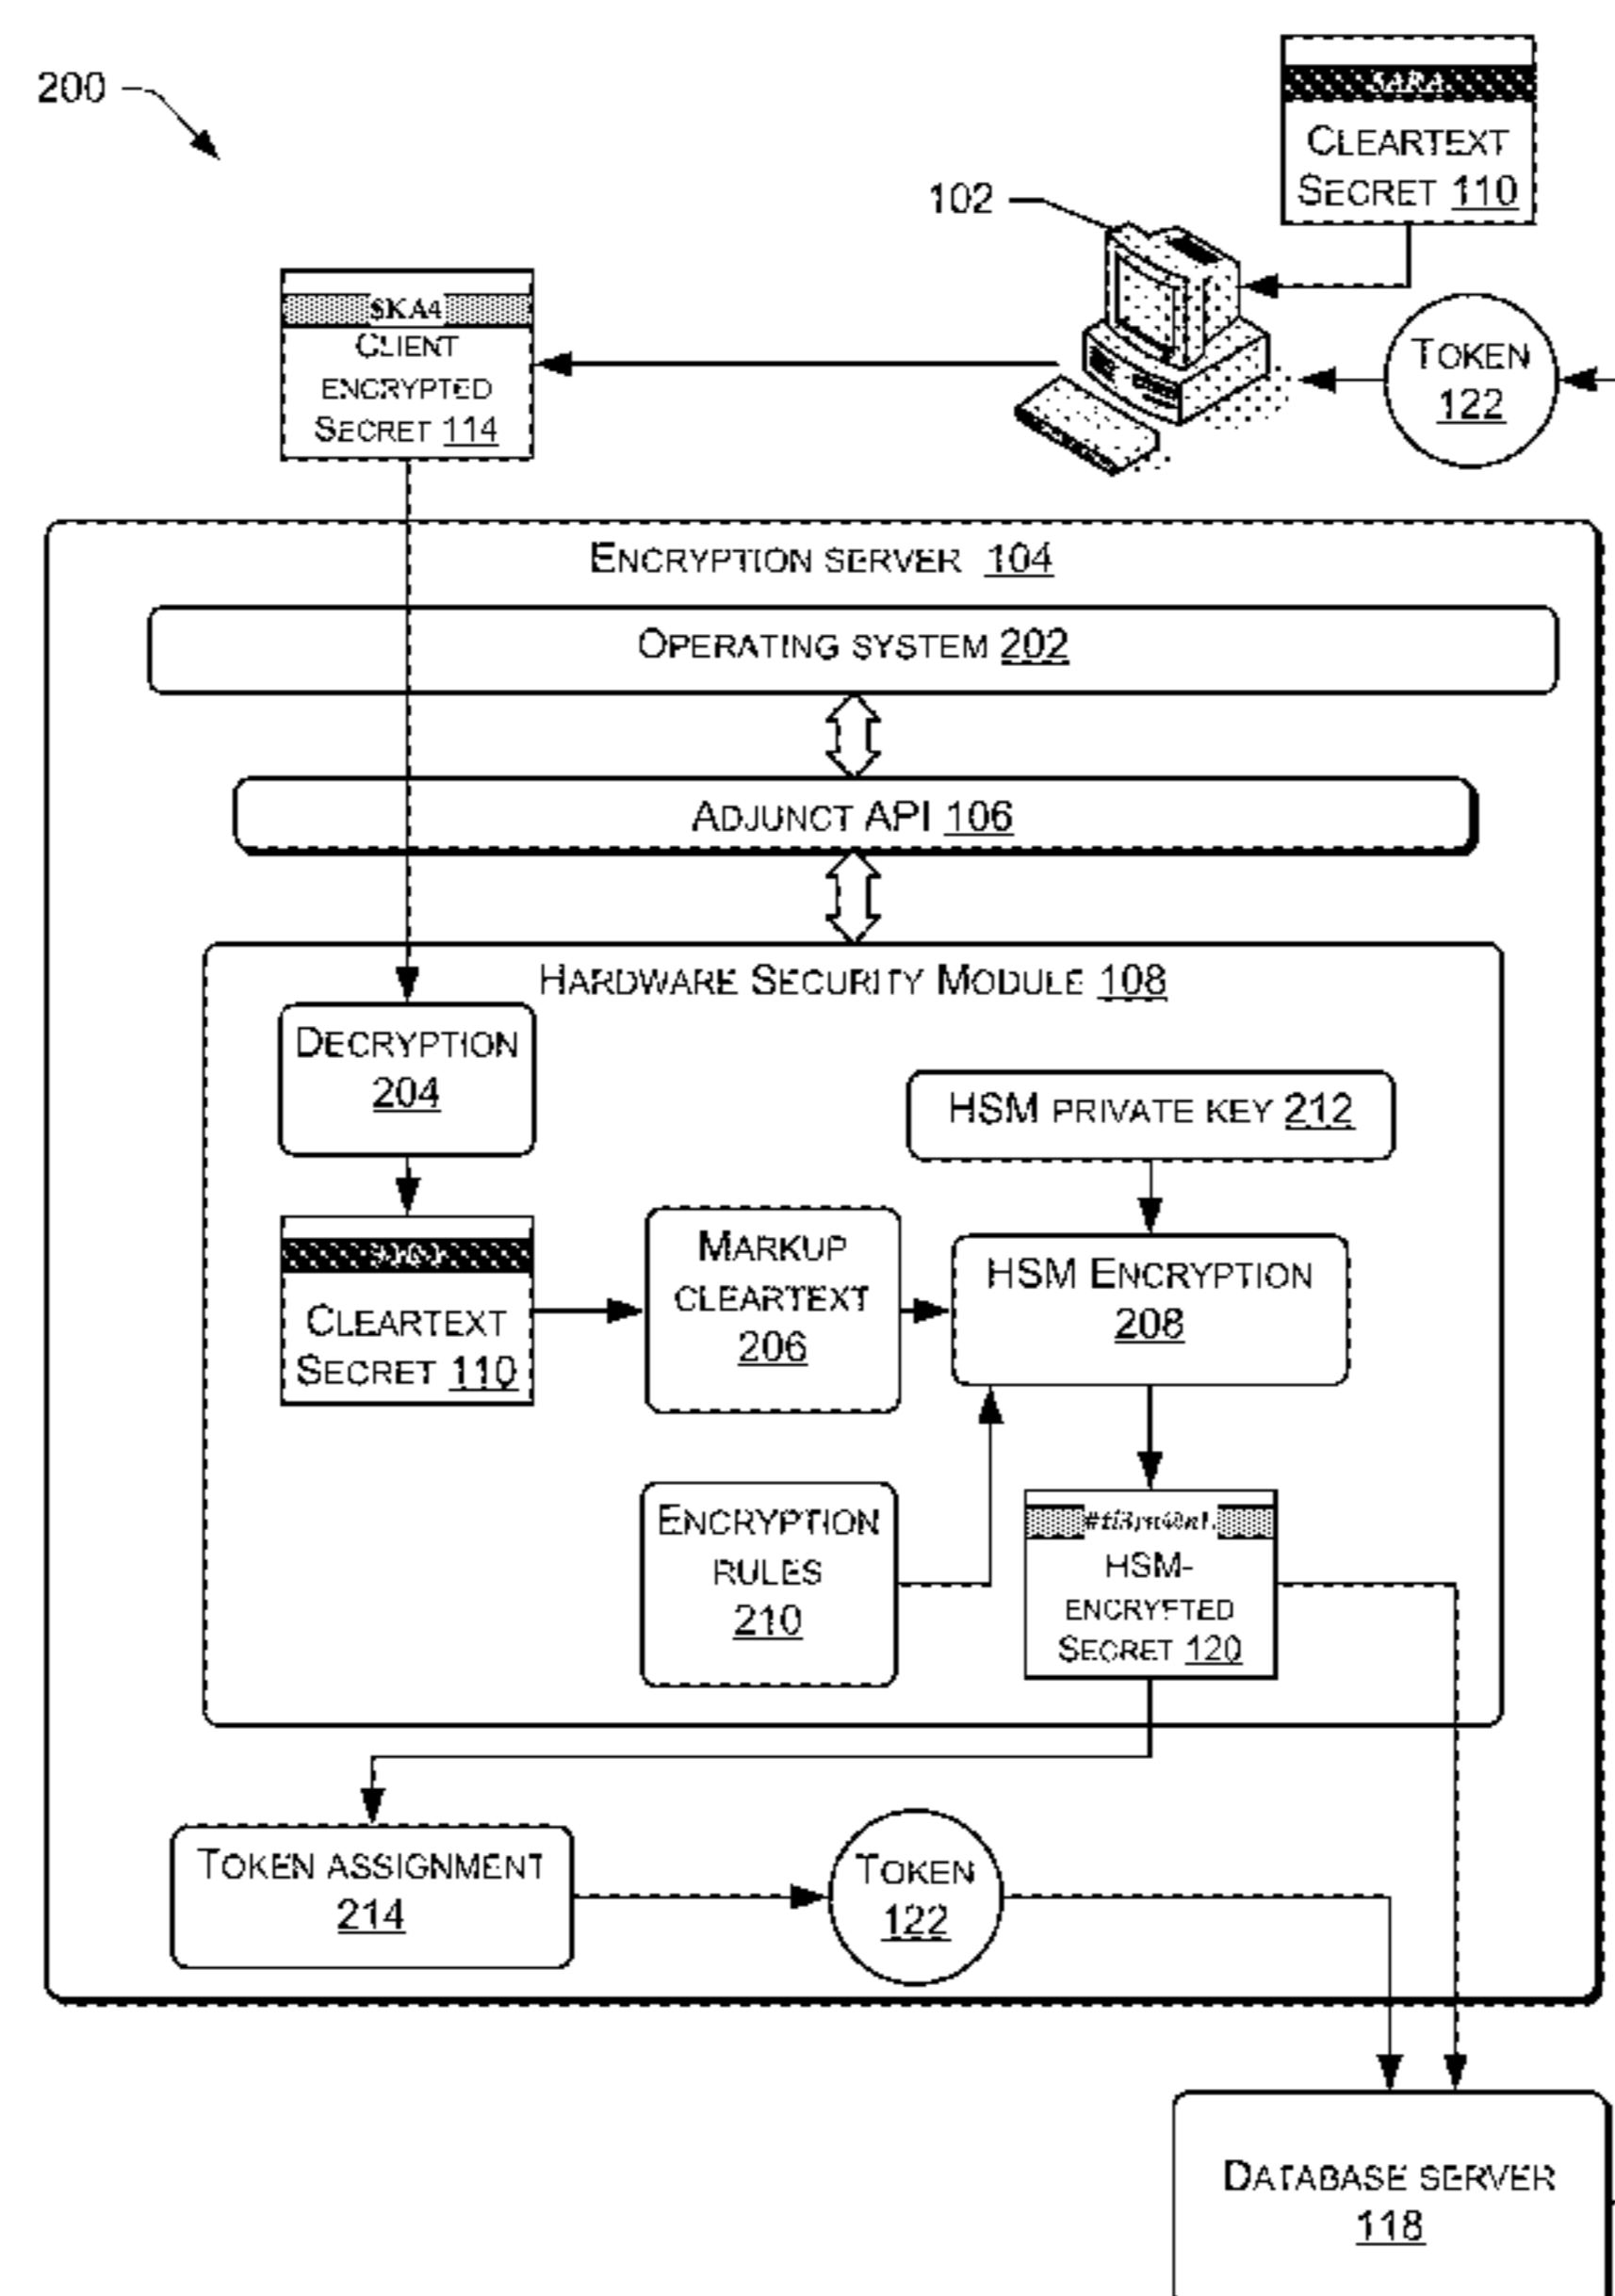 200
SARA
CLEARTEXT
SECRET 110
102
$KA4
CLIENT
ENCRYPTED
SECRET 114
TOKEN
122
ENCRYPTION SERVER 104
OPERATING SYSTEM 202
ADJUNCT API 106
HARDWARE SECURITY MODULE 108
DECRYPTION
204
HSM PRIVATE KEY 212
CLEARTEXT
SECRET 110
MARKUP
CLEARTEXT
206
HSM ENCRYPTION
208
ENCRYPTION
RULES
210
HSM-
ENCRYPTED
SECRET 120
TOKEN ASSIGNMENT
214
TOKEN
122
DATABASE SERVER
118